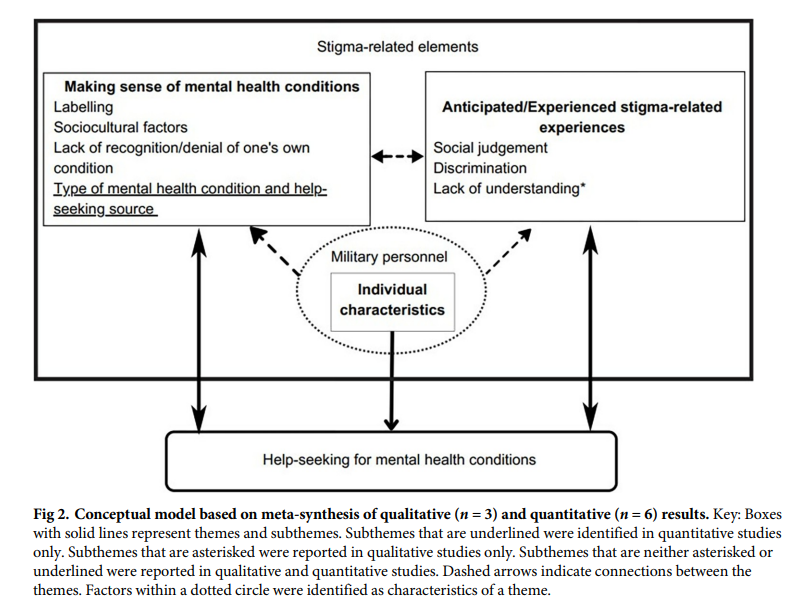 Stigma-related elements
Making sense of mental health conditions
Labelling
Sociocultural factors
Lack of recognition/denial of one's own
condition
Type of mental health condition and help-
seeking source
Anticipated/Experienced stigma-related
experiences
Social judgement
Discrimination
Lack of understanding*
Military personnel
Individual
characteristics
Help-seeking for mental health conditions
Fig 2. Conceptual model based on meta-synthesis of qualitative (n = 3) and quantitative (n = 6) results. Key: Boxes
with solid lines represent themes and subthemes. Subthemes that are underlined were identified in quantitative studies
only. Subthemes that are asterisked were reported in qualitative studies only. Subthemes that are neither asterisked or
underlined were reported in qualitative and quantitative studies. Dashed arrows indicate connections between the
themes. Factors within a dotted circle were identified as characteristics of a theme.